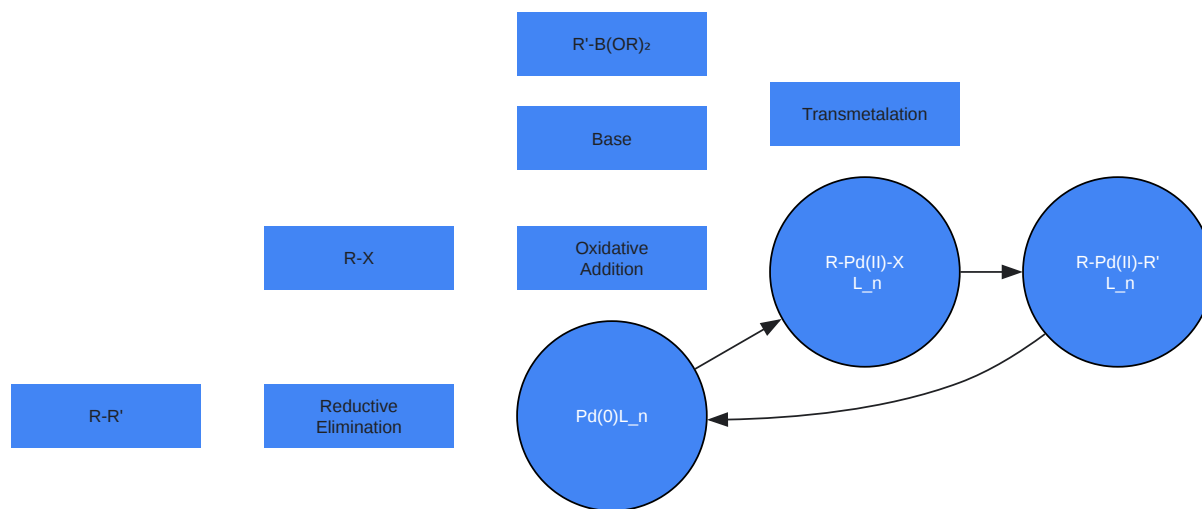 R'-B(OR)₂
Base
Transmetalation
R-X
Oxidative
Addition
R-Pd(II)-X
L_n
R-Pd(II)-R'
L_n
R-R'
Reductive
Elimination
Pd(0)L_n